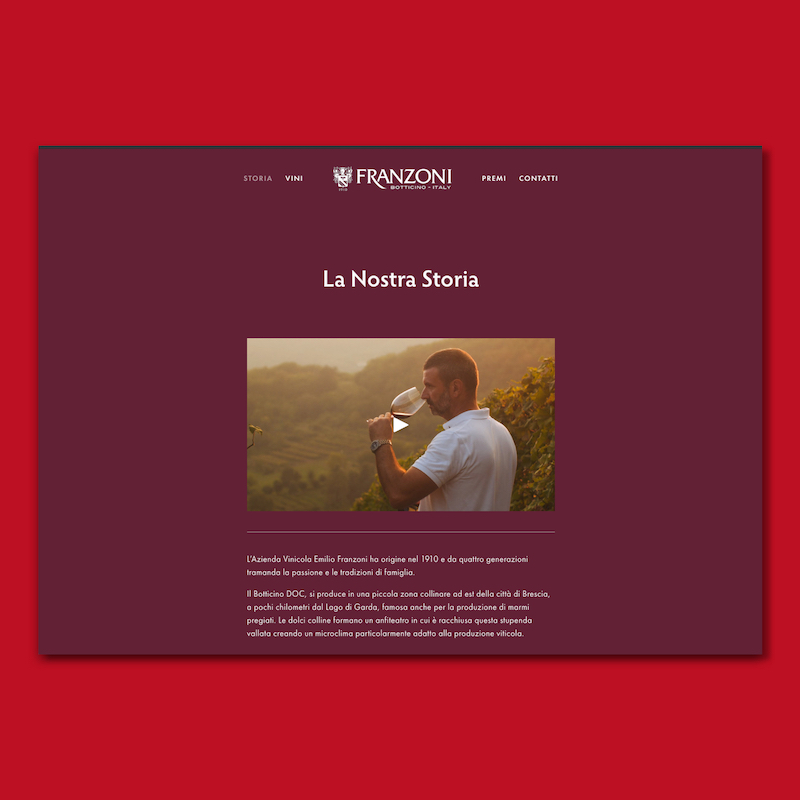 STORIA VINI FRANZONI PREMI CONTATTI
BOTTICINO - ITALY
La Nostra Storia
L'Azienda Vinicola Emilio Franzoni ha origine nel 1910 e da quattro generazioni
tramanda la passione e le tradizioni di famiglia.
Il Botticino DOC, si produce in una piccola zona collinare ad est della città di Brescia,
a pochi chilometri dal Lago di Garda, famosa anche per la produzione di marmi
pregiati. Le dolci colline formano un anfiteatro in cui è racchiusa questa stupenda
vallata creando un microclima particolarmente adatto alla produzione viticola.